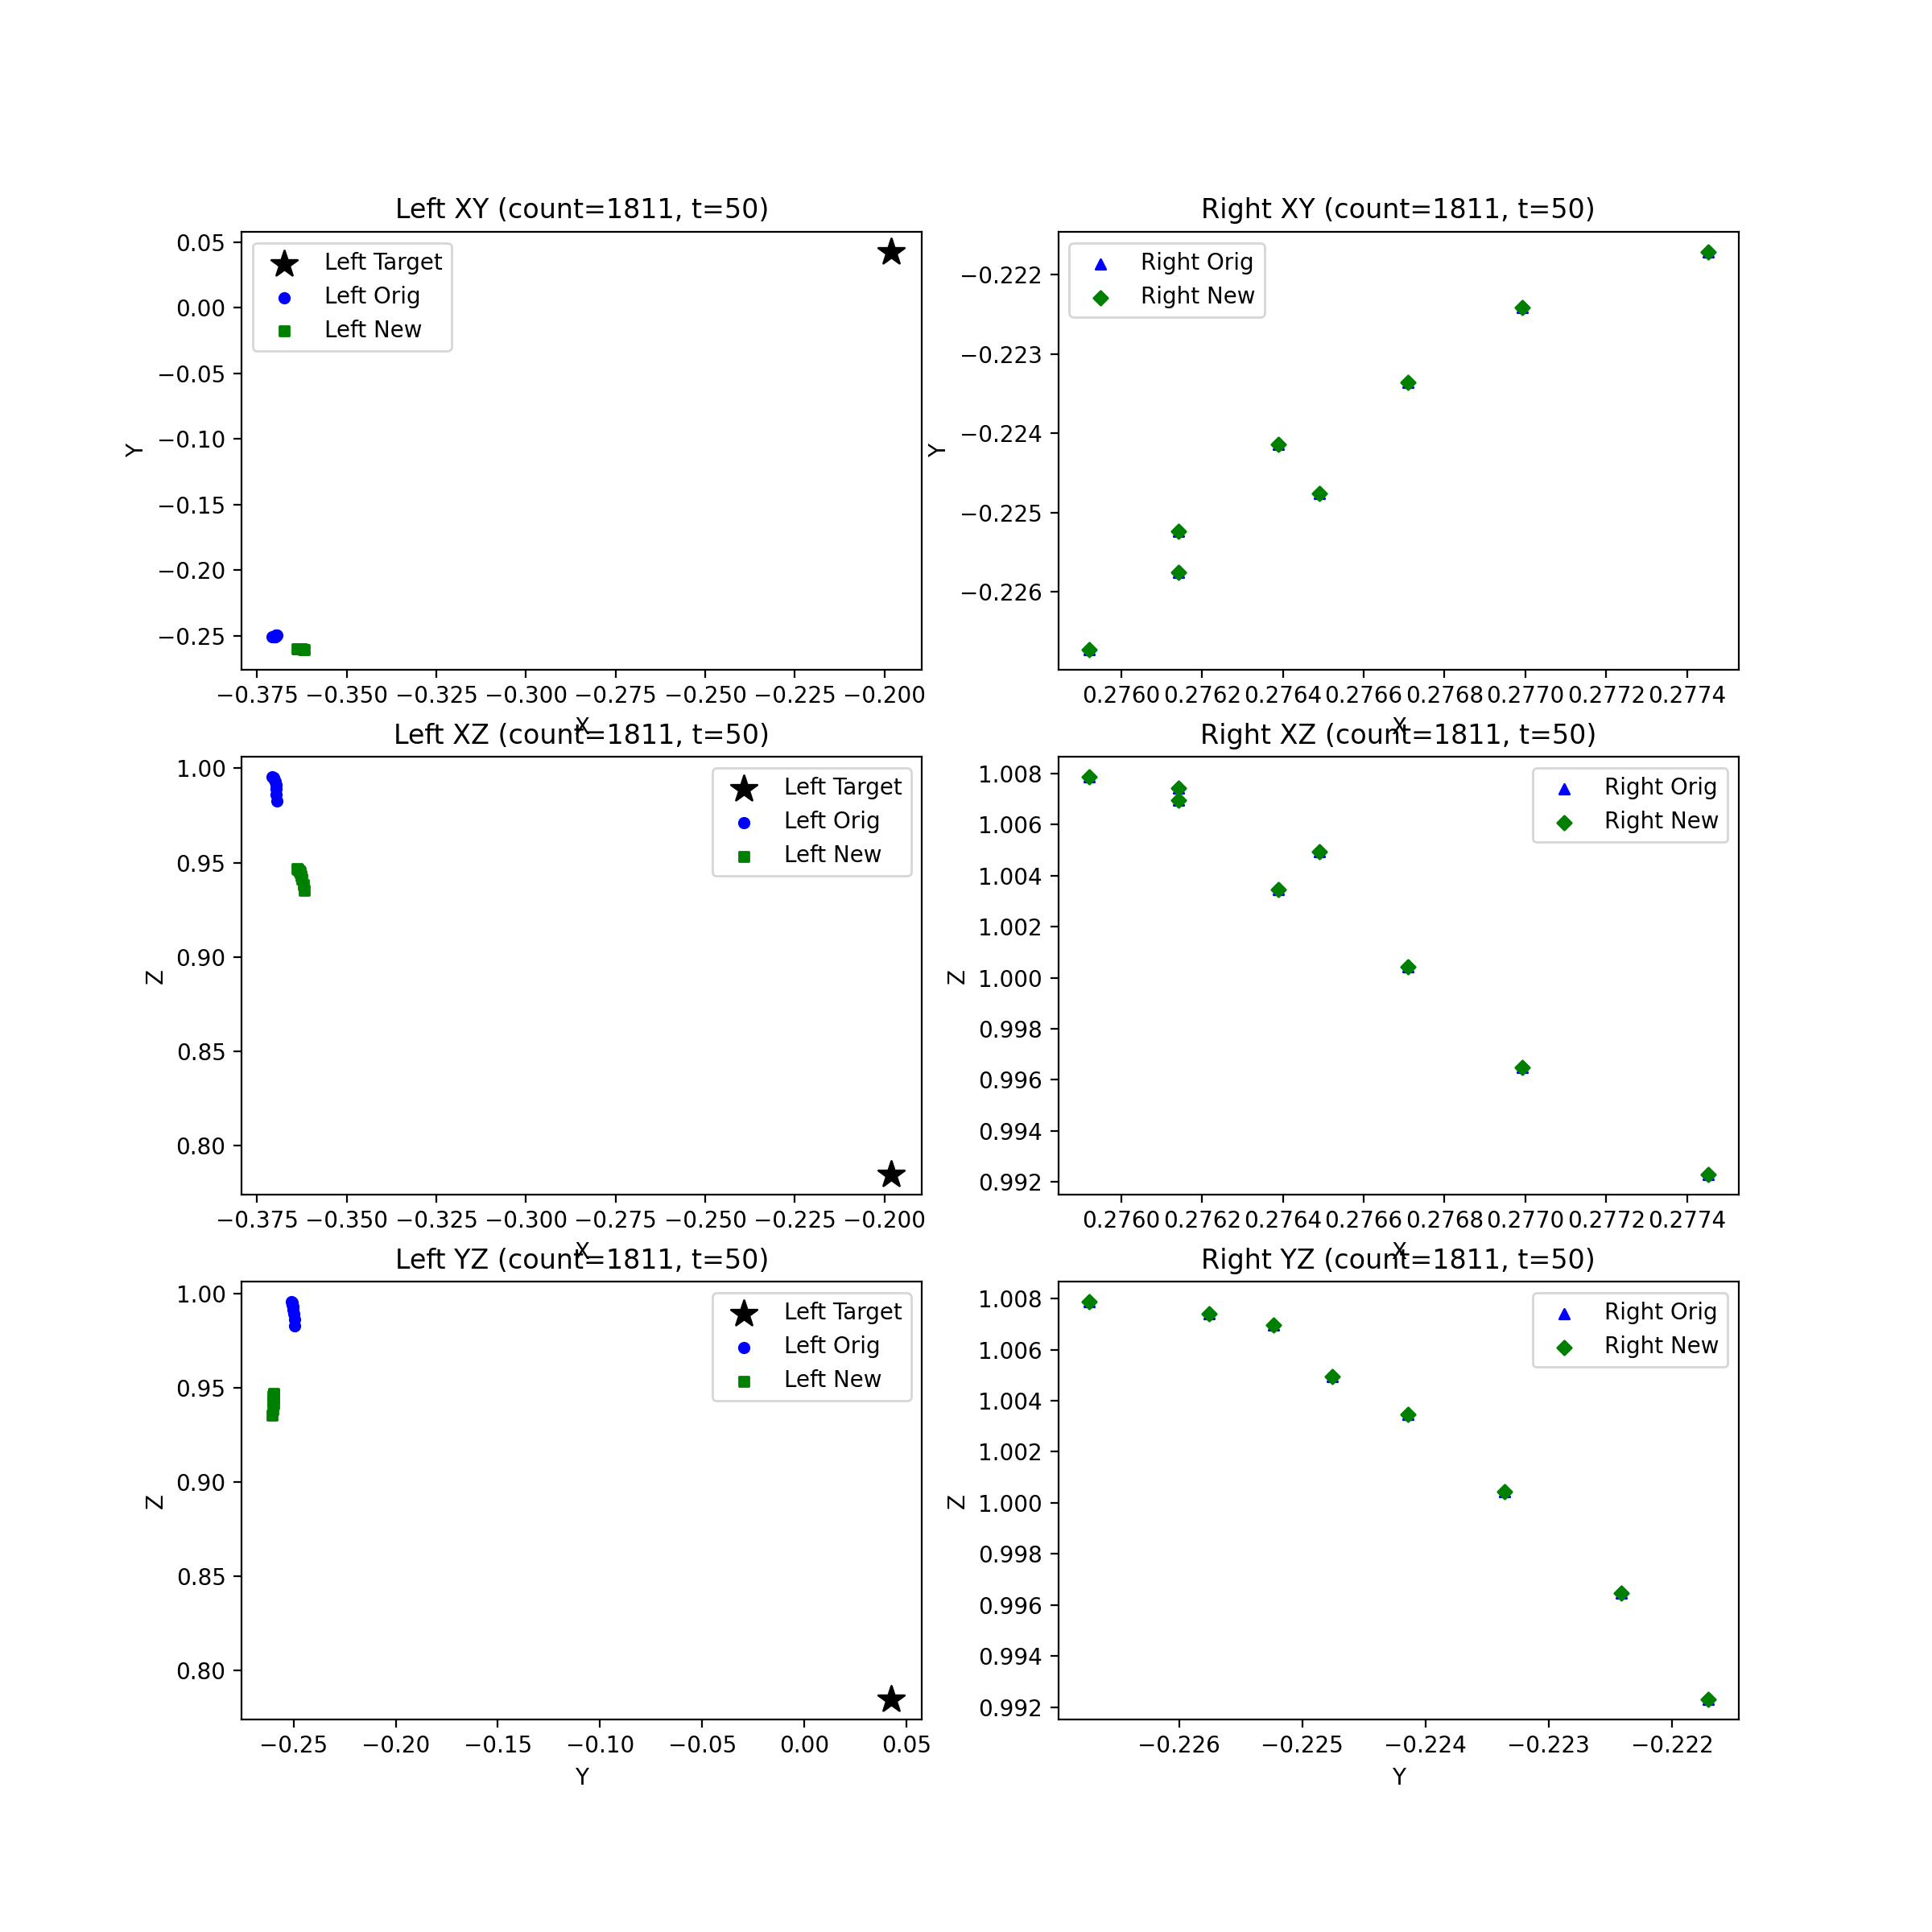 Left XY (count=1811, t=50)
0.05
0.00
−0.05
−0.10
−0.15
−0.20
−0.25
Y
Left Target
Left Orig
Left New
−0.375 −0.350 −0.325 −0.300 −0.275 −0.250 −0.225 −0.200
X
Right XY (count=1811, t=50)
−0.222
−0.223
−0.224
−0.225
−0.226
Y
Right Orig
Right New
0.2760 0.2762 0.2764 0.2766 0.2768 0.2770 0.2772 0.2774
X
Left XZ (count=1811, t=50)
1.00
0.95
0.90
0.85
0.80
Z
Left Target
Left Orig
Left New
−0.375 −0.350 −0.325 −0.300 −0.275 −0.250 −0.225 −0.200
X
Right XZ (count=1811, t=50)
1.008
1.006
1.004
1.002
1.000
0.998
0.996
0.994
0.992
Z
Right Orig
Right New
0.2760 0.2762 0.2764 0.2766 0.2768 0.2770 0.2772 0.2774
X
Left YZ (count=1811, t=50)
1.00
0.95
0.90
0.85
0.80
Z
Left Target
Left Orig
Left New
−0.25 −0.20 −0.15 −0.10 −0.05 0.00 0.05
Y
Right YZ (count=1811, t=50)
1.008
1.006
1.004
1.002
1.000
0.998
0.996
0.994
0.992
Z
Right Orig
Right New
−0.226 −0.225 −0.224 −0.223 −0.222
Y